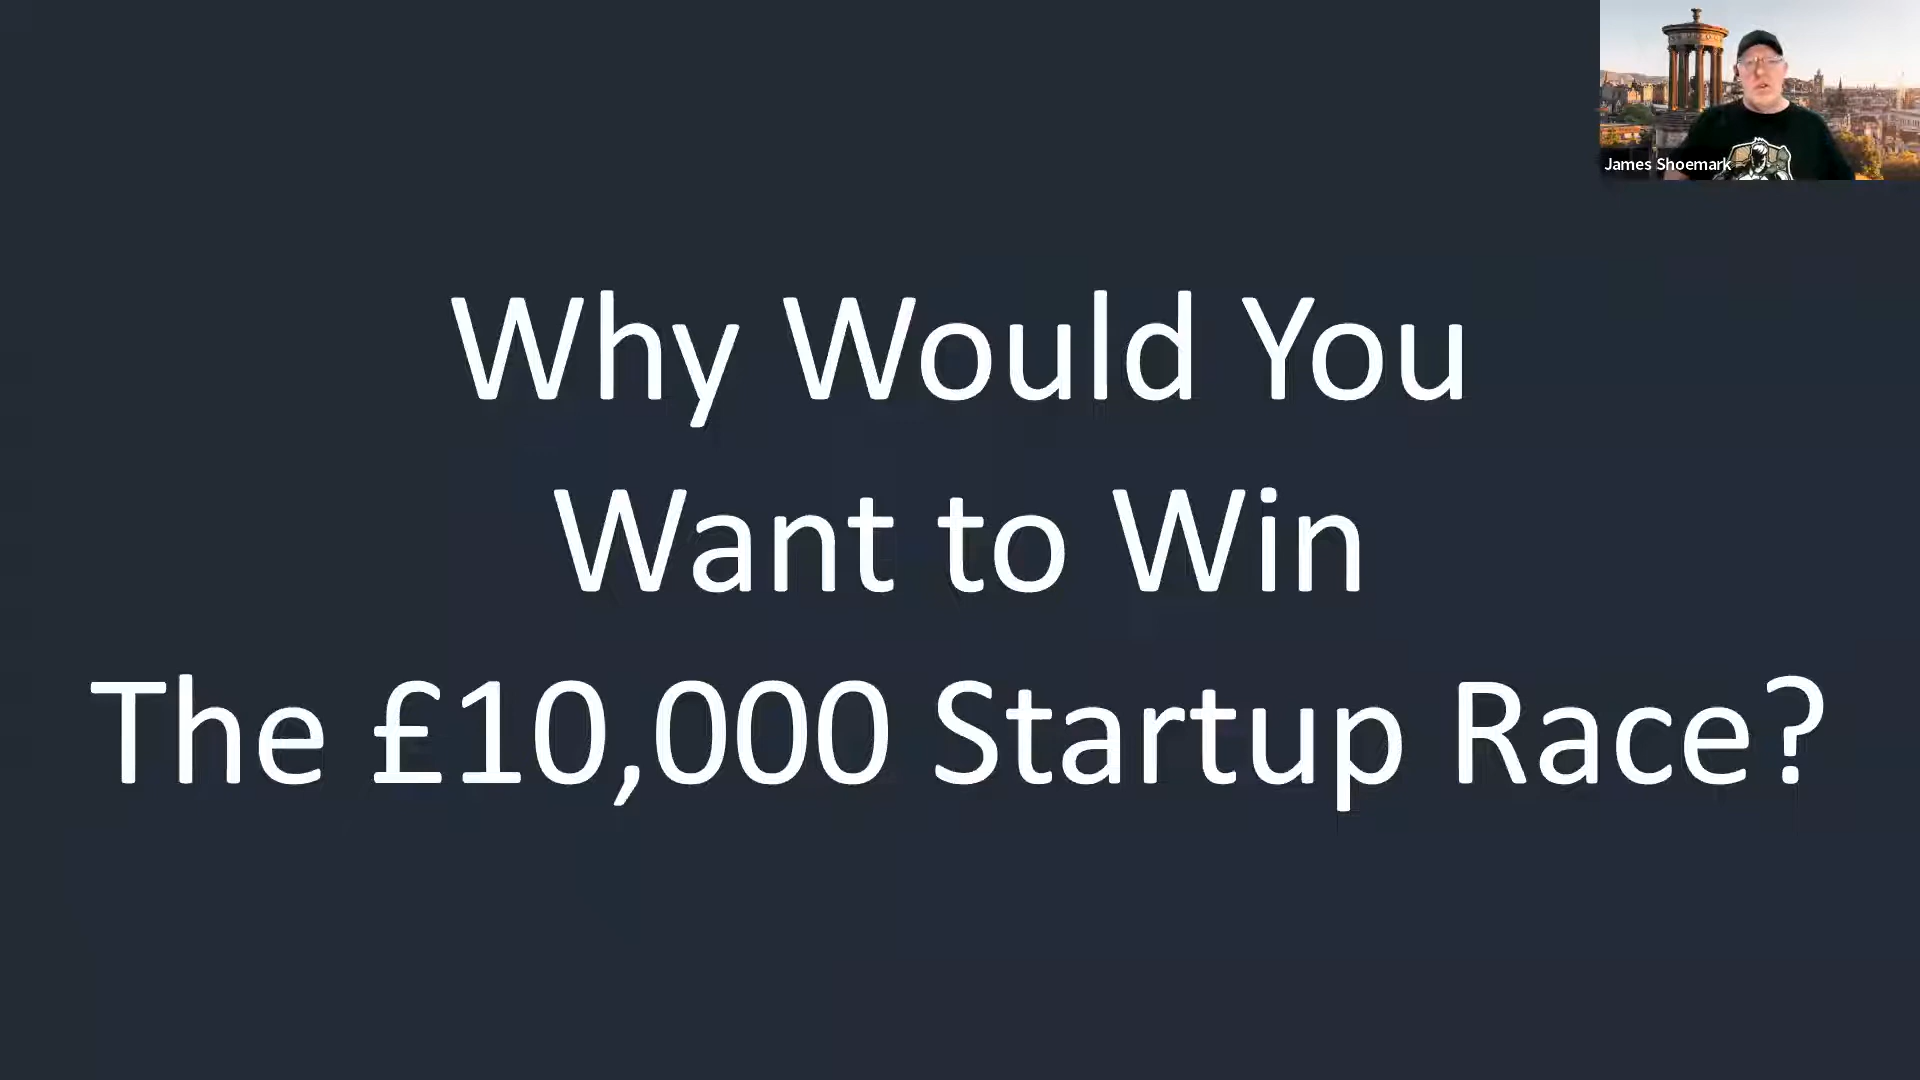 James Shoemark
Why Would You
Want to Win
The £10,000 Startup Race?